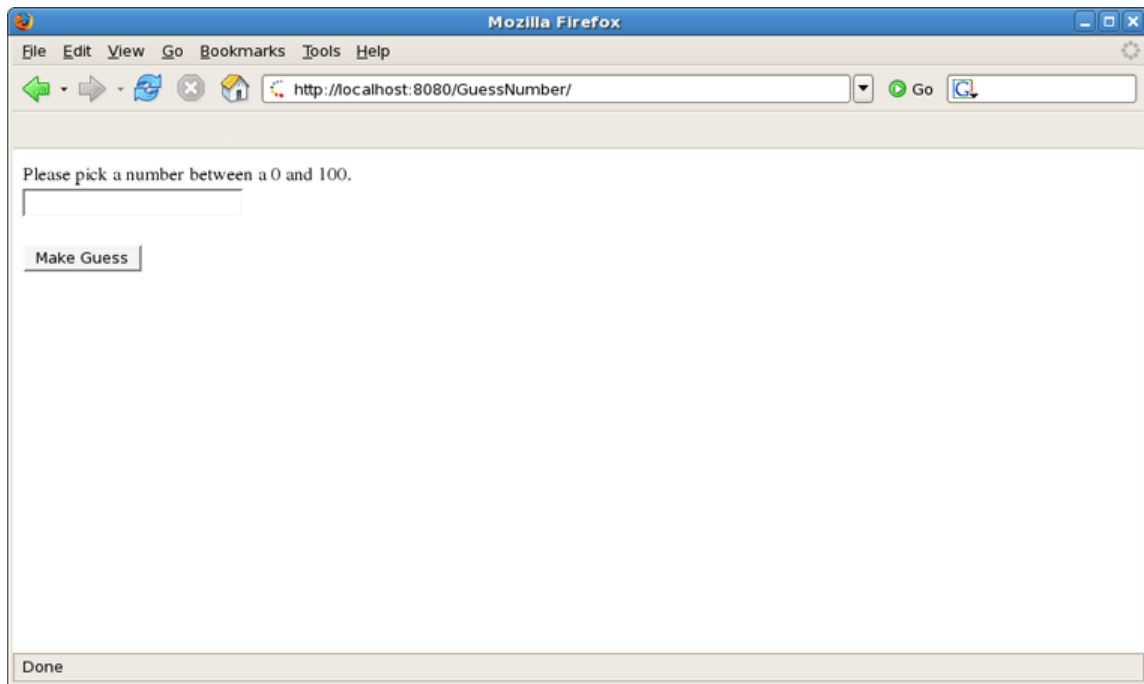 Mozilla Firefox
File Edit View Go Bookmarks Tools Help
http://localhost:8080/GuessNumber/ Go G
Please pick a number between a 0 and 100.
Make Guess
Done